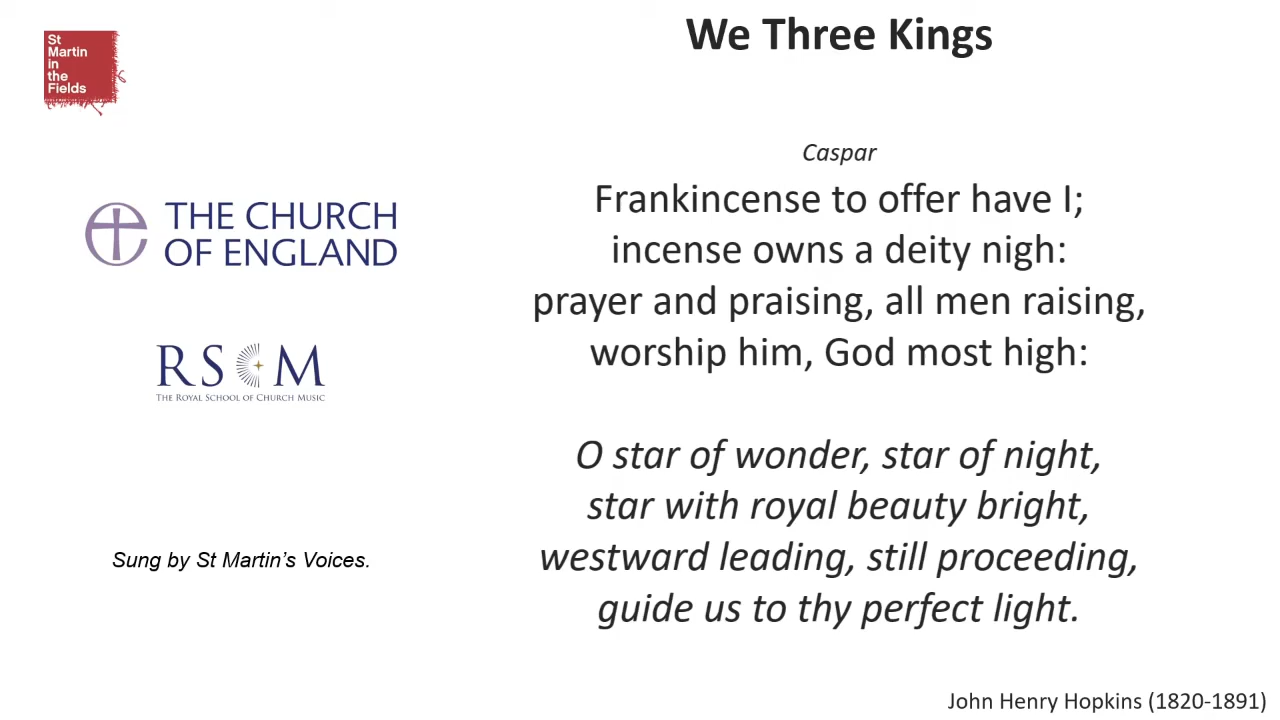 St
Martin
in
the
Fields
We Three Kings
THE CHURCH
OF ENGLAND
RSCM
THE ROYAL SCHOOL OF CHURCH MUSIC
Sung by St Martin's Voices.
Caspar
Frankincense to offer have I;
incense owns a deity nigh:
prayer and praising, all men raising,
worship him, God most high:
O star of wonder, star of night,
star with royal beauty bright,
westward leading, still proceeding,
guide us to thy perfect light.
John Henry Hopkins (1820-1891)